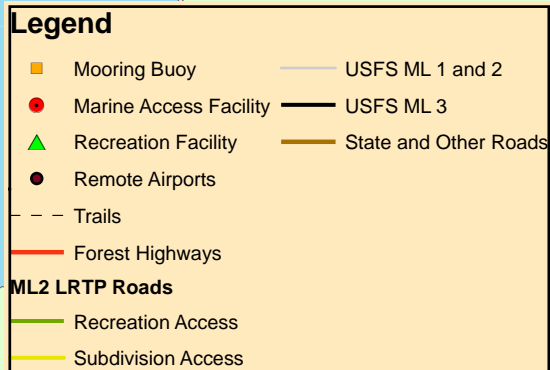 Legend
Mooring Buoy
Marine Access Facility
Recreation Facility
Remote Airports
Trails
Forest Highways
ML2 LRTP Roads
Recreation Access
Subdivision Access
USFS ML 1 and 2
USFS ML 3
State and Other Roads